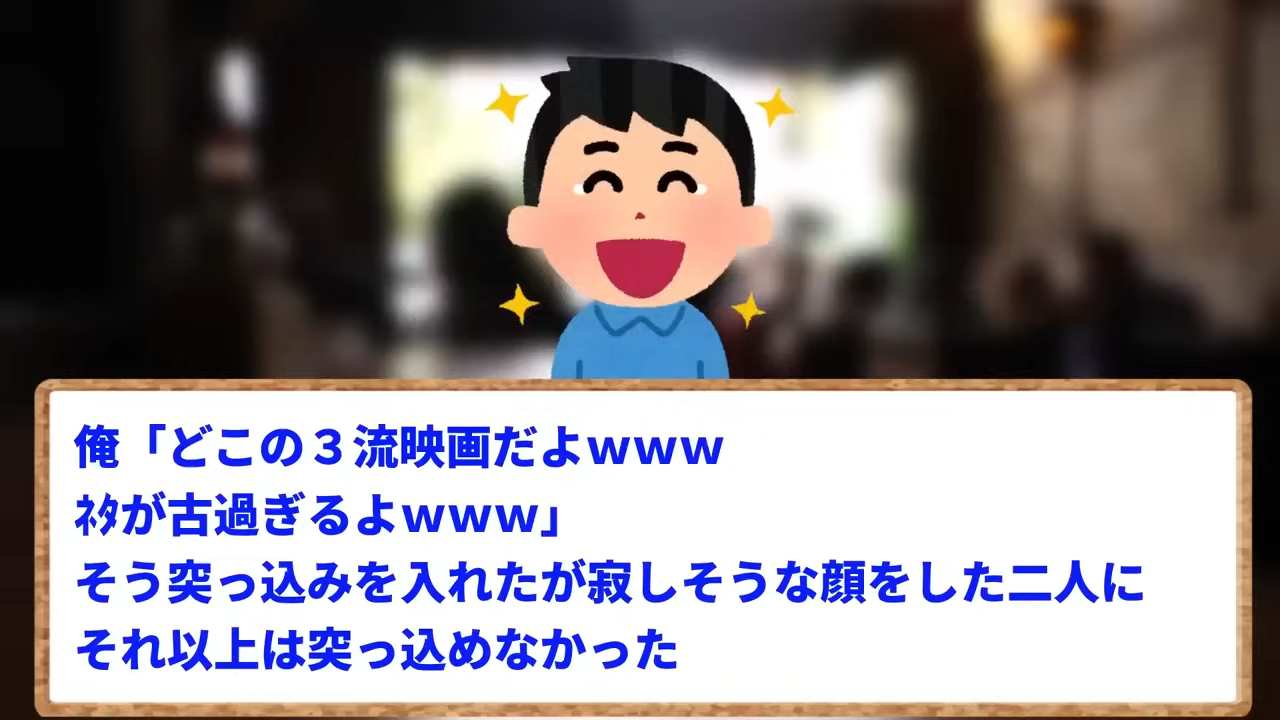 俺「どこの３流映画だよwww
ﾈﾀが古過ぎるよwww」
そう突っ込みを入れたが寂しそうな顔をした二人に
それ以上は突っ込めなかった